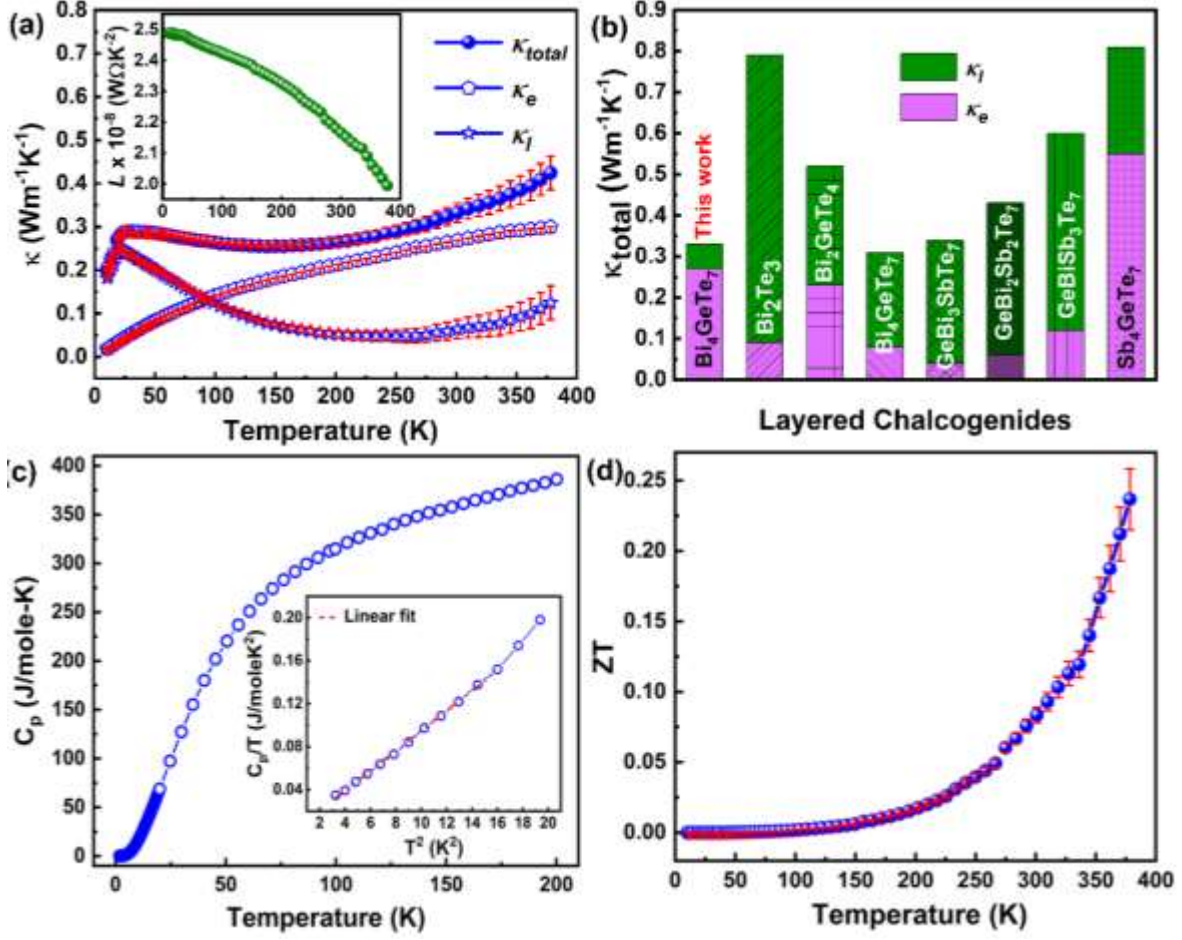 (a)
κ (Wm⁻¹K⁻¹)
0.8
0.7
0.6
0.5
0.4
0.3
0.2
0.1
0.0
0 50 100 150 200 250 300 350 400
Temperature (K)
L x 10⁻⁸ (WΩK⁻²)
2.5
2.4
2.3
2.2
2.1
2.0
0 100 200 300 400
κtotal
κe
κl
(b)
κtotal (Wm⁻¹K⁻¹)
0.9
0.8
0.7
0.6
0.5
0.4
0.3
0.2
0.1
0.0
κl
κe
This work
Bi₄GeTe₇
Bi₂Te₃
Bi₂GeTe₄
Bi₄GeTe₇
GeBi₃SbTe₇
GeBi₂Sb₂Te₇
GeBiSb₃Te₇
Sb₄GeTe₇
Layered Chalcogenides
(c)
Cp (J/mole-K)
400
350
300
250
200
150
100
50
0
0 50 100 150 200
Temperature (K)
Linear fit
Cp/T (J/moleK²)
0.20
0.16
0.12
0.08
0.04
2 4 6 8 10 12 14 16 18 20
T² (K²)
(d)
ZT
0.25
0.20
0.15
0.10
0.05
0.00
0 50 100 150 200 250 300 350 400
Temperature (K)